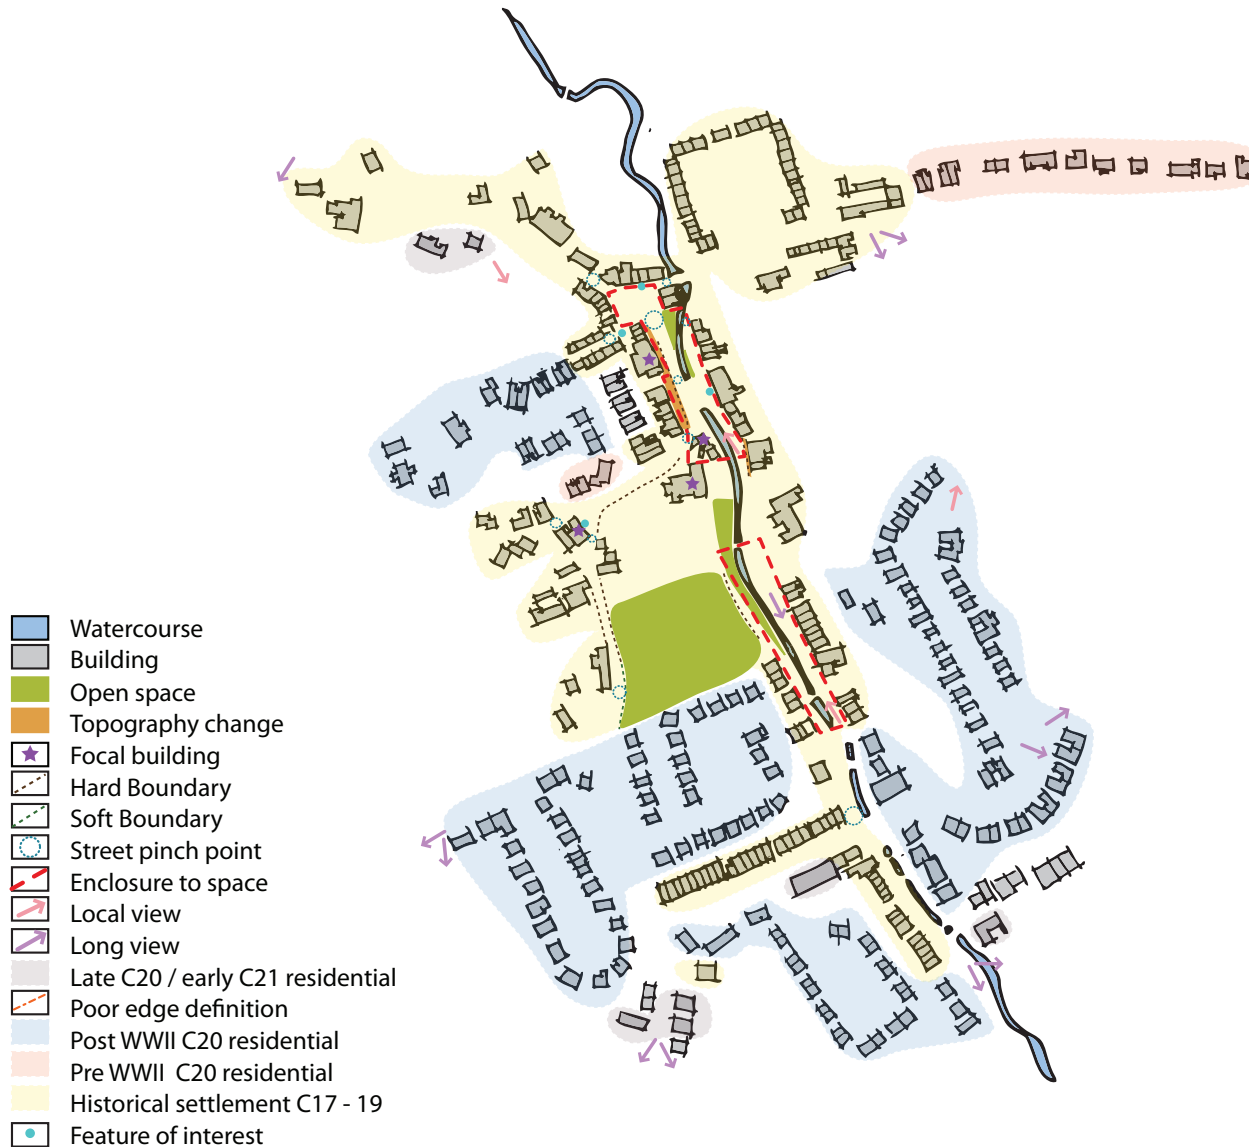 Watercourse
Building
Open space
Topography change
Focal building
Hard Boundary
Soft Boundary
Street pinch point
Enclosure to space
Local view
Long view
Late C20 / early C21 residential
Poor edge definition
Post WWII C20 residential
Pre WWII C20 residential
Historical settlement C17 - 19
Feature of interest